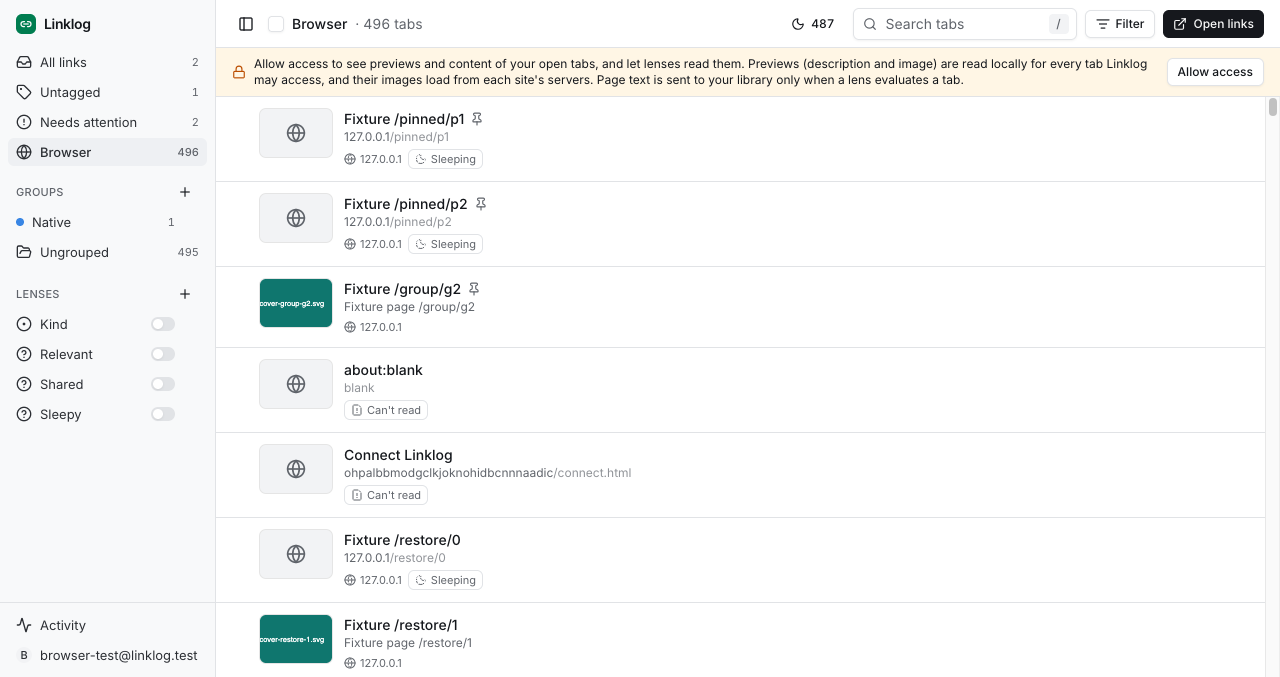 Linklog
All links 2
Untagged 1
Needs attention 2
Browser 496
GROUPS
Native 1
Ungrouped 495
LENSES
Kind
Relevant
Shared
Sleepy
Activity
B browser-test@linklog.test
Browser · 496 tabs
487
Search tabs /
Filter
Open links
Allow access to see previews and content of your open tabs, and let lenses read them. Previews (description and image) are read locally for every tab Linklog
may access, and their images load from each site's servers. Page text is sent to your library only when a lens evaluates a tab.
Allow access
Fixture /pinned/p1
127.0.0.1/pinned/p1
127.0.0.1 Sleeping
Fixture /pinned/p2
127.0.0.1/pinned/p2
127.0.0.1 Sleeping
cover-group-g2.svg
Fixture /group/g2
Fixture page /group/g2
127.0.0.1
about:blank
blank
Can't read
Connect Linklog
ohpalbbmodgclkjoknohidbcnnnaadic/connect.html
Can't read
Fixture /restore/0
127.0.0.1/restore/0
127.0.0.1 Sleeping
cover-restore-1.svg
Fixture /restore/1
Fixture page /restore/1
127.0.0.1